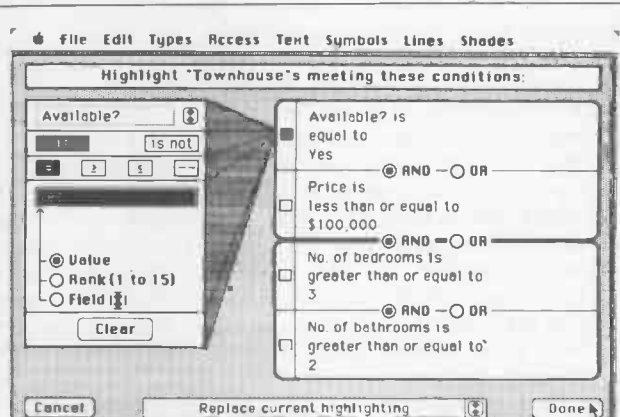 File Edit Types Access Text Symbols Lines Shades
Highlight "Townhouse"s meeting these conditions:
Available?
is not
= ≥ ≤
Value
Rank (1 to 15)
Field
Clear
Available? is
equal to
Yes
AND OR
Price is
less than or equal to
$100,000
AND OR
No. of bedrooms is
greater than or equal to
3
AND OR
No. of bathrooms is
greater than or equal to
2
Cancel Replace current highlighting Done